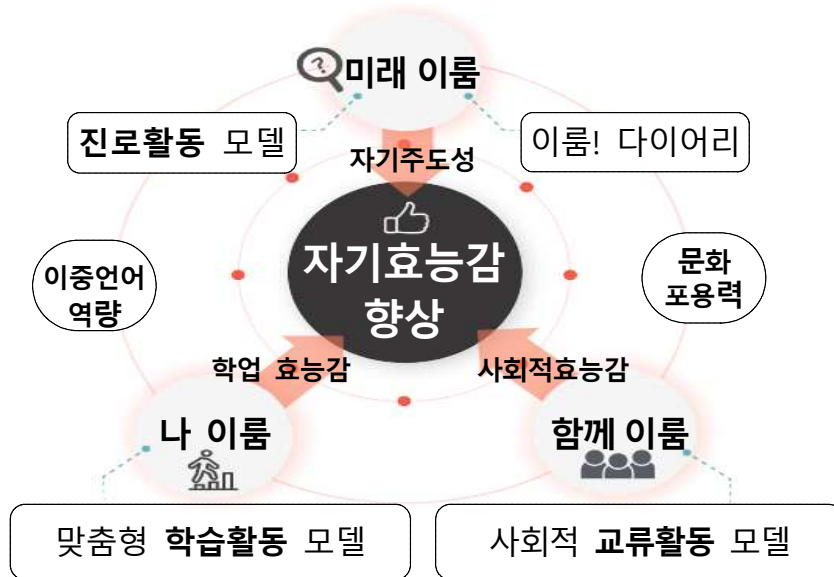 ?
미래 이룸
진로활동 모델
이룸! 다이어리
자기주도성
자기효능감
향상
이중언어
역량
문화
포용력
학업 효능감
사회적효능감
나 이룸
함께 이룸
맞춤형 학습활동 모델
사회적 교류활동 모델